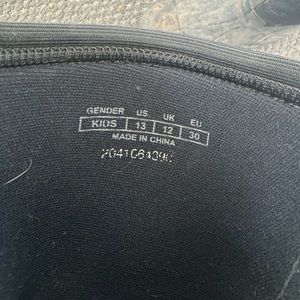 GENDER US UK EU
KIDS 13 12 30
MADE IN CHINA